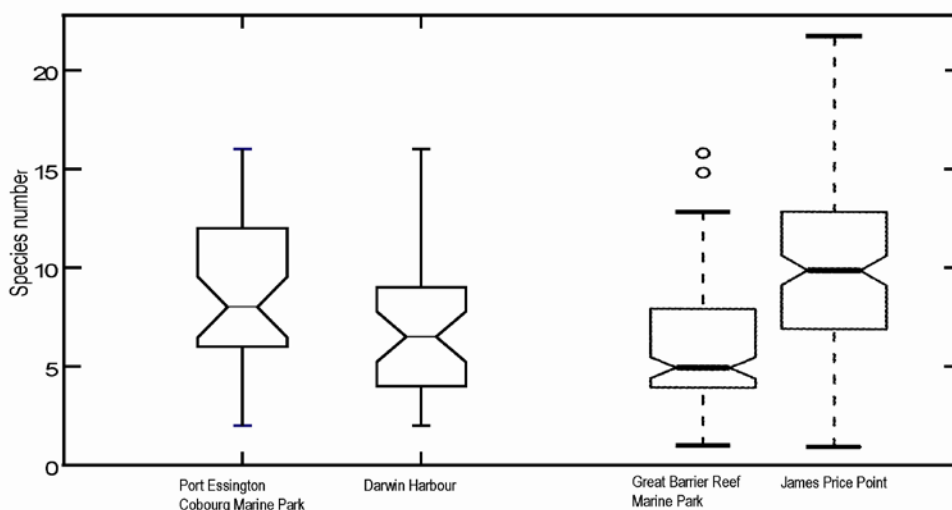 20
15
10
5
0
Species number
Port Essington
Cobourg Marine Park
Darwin Harbour
Great Barrier Reef
Marine Park
James Price Point